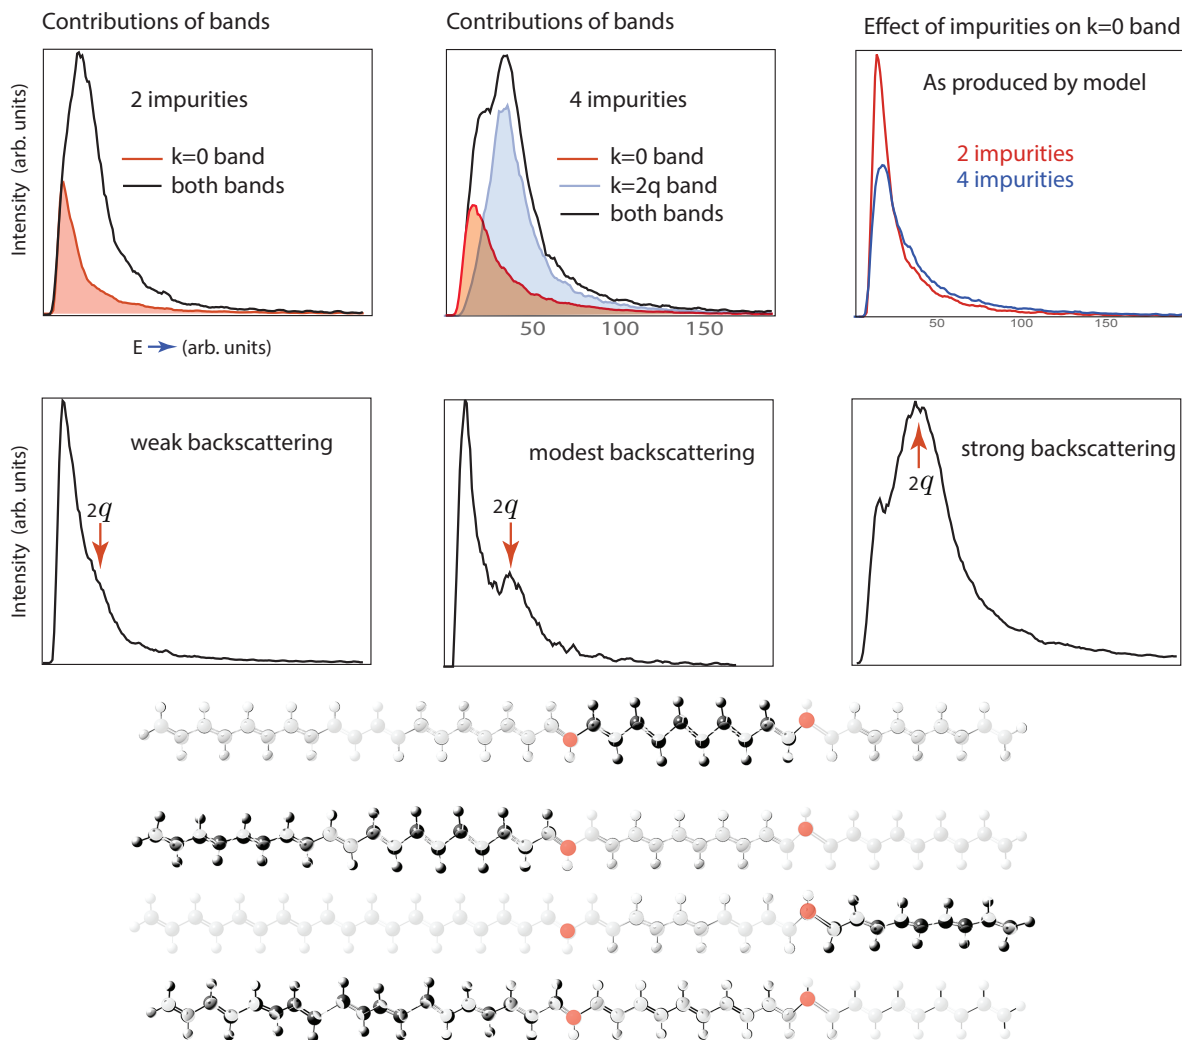 Contributions of bands
Contributions of bands
Effect of impurities on k=0 band
Intensity (arb. units)
2 impurities
k=0 band
both bands
4 impurities
k=0 band
k=2q band
both bands
50
100
150
As produced by model
2 impurities
4 impurities
50
100
150
E (arb. units)
Intensity (arb. units)
weak backscattering
2q
modest backscattering
2q
strong backscattering
2q